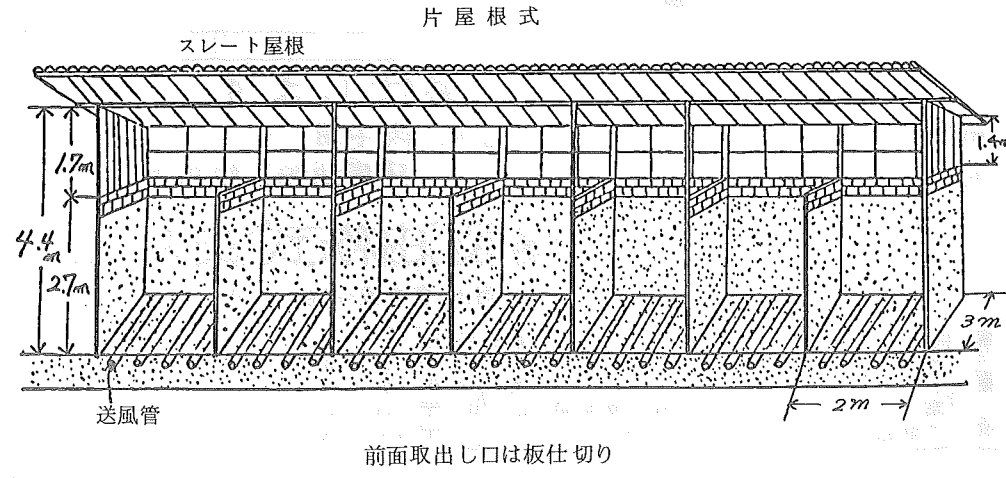 片屋根式
スレート屋根
1.7m
1.4m
4.4m
2.7m
3m
送風管
2m
前面取出し口は板仕切り